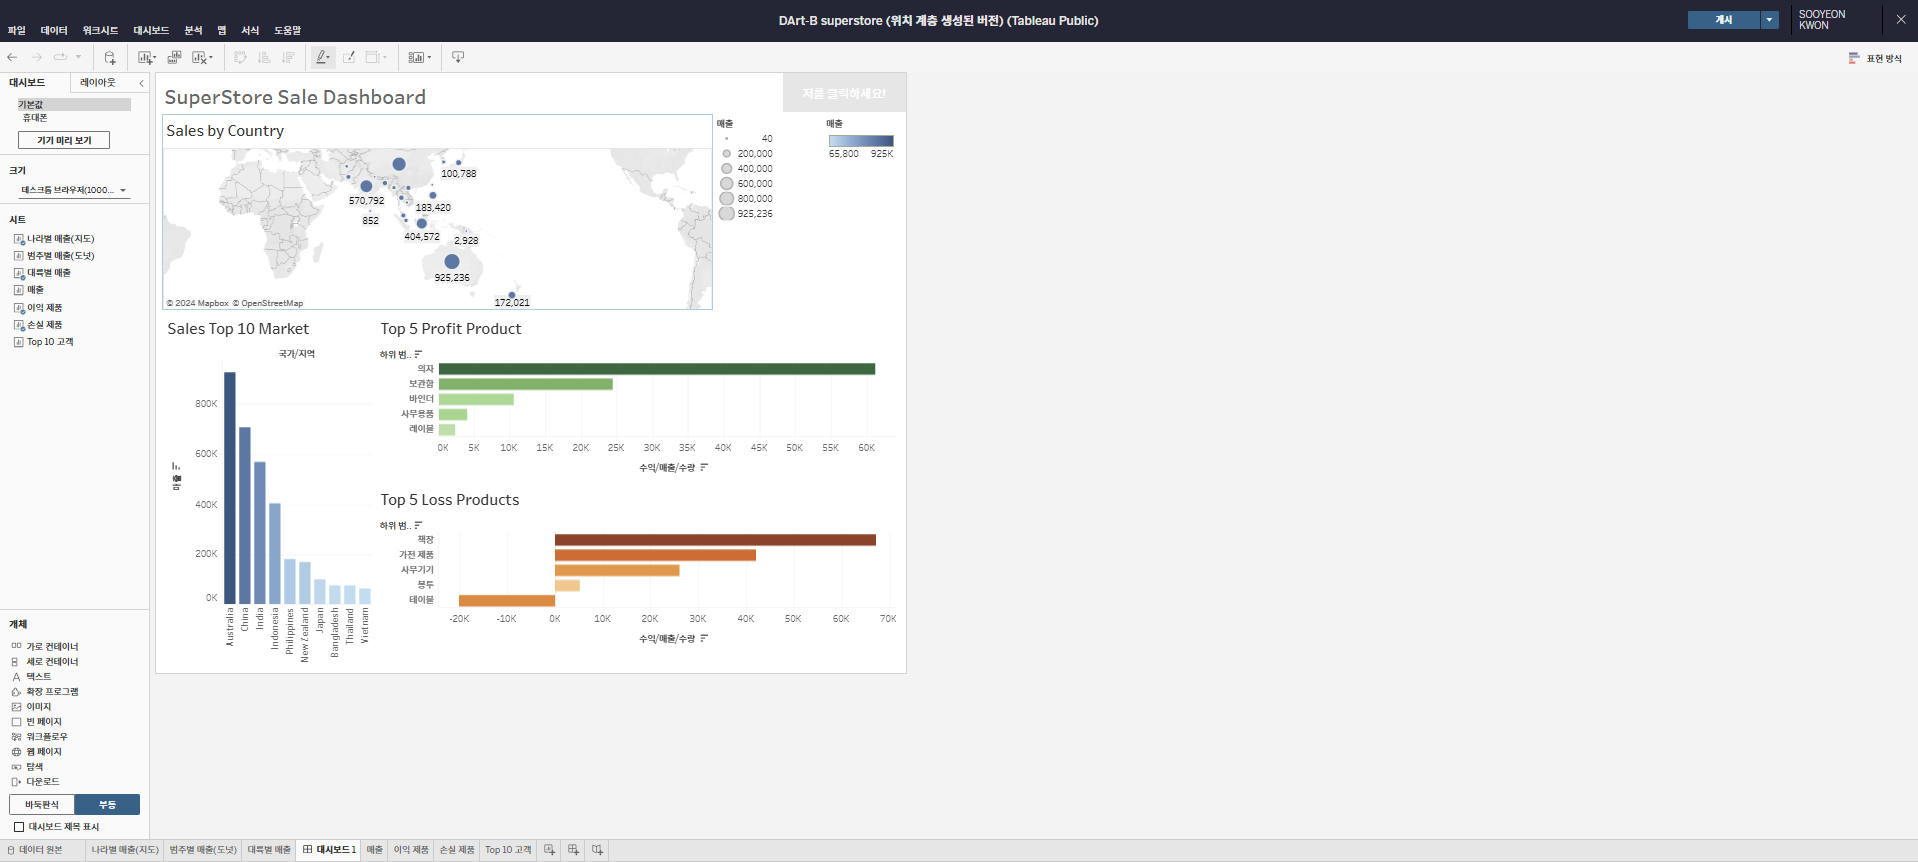 DArt-B superstore (위치 계층 생성된 버전) (Tableau Public)
게시
SOOYEON KWON
파일 데이터 워크시트 대시보드 분석 맵 서식 도움말
표현 방식
대시보드 레이아웃
기본값
휴대폰
기기 미리 보기
크기
데스크톱 브라우저(1000...
시트
나라별 매출(지도)
범주별 매출(도넛)
대륙별 매출
매출
이익 제품
손실 제품
Top 10 고객
개체
가로 컨테이너
세로 컨테이너
텍스트
확장 프로그램
이미지
빈 페이지
워크플로우
웹 페이지
탐색
다운로드
바둑판식 부동
대시보드 제목 표시
SuperStore Sale Dashboard
저를 클릭하세요!
Sales by Country
100,788
570,792
183,420
852
404,572
2,928
925,236
172,021
© 2024 Mapbox © OpenStreetMap
매출
40
200,000
400,000
600,000
800,000
925,236
매출
65,800 925K
Sales Top 10 Market
국가/지역
매출
800K
600K
400K
200K
0K
Australia
China
India
Indonesia
Philippines
New Zealand
Japan
Bangladesh
Thailand
Vietnam
Top 5 Profit Product
하위 범..
의자
보관함
바인더
사무용품
레이블
0K 5K 10K 15K 20K 25K 30K 35K 40K 45K 50K 55K 60K
수익/매출/수량
Top 5 Loss Products
하위 범..
책장
가전 제품
사무기기
봉투
테이블
-20K -10K 0K 10K 20K 30K 40K 50K 60K 70K
수익/매출/수량
데이터 원본 나라별 매출(지도) 범주별 매출(도넛) 대륙별 매출 대시보드 1 매출 이익 제품 손실 제품 Top 10 고객